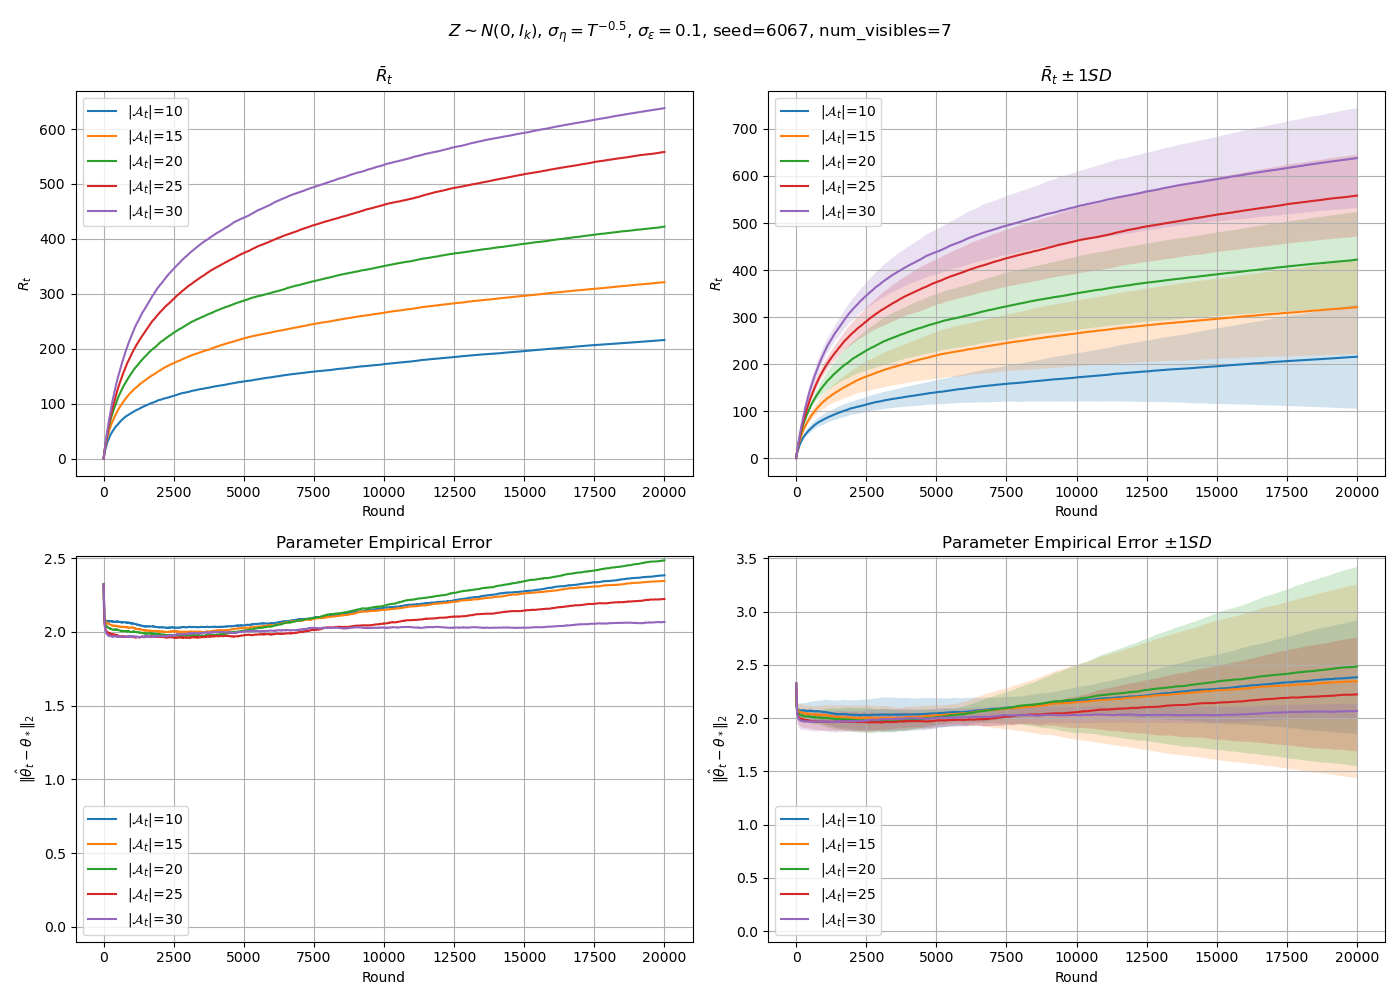 Z ∼ N(0, I_k), σ_η = T^{−0.5}, σ_ε = 0.1, seed=6067, num_visibles=7
R̄_t
R_t
600
500
400
300
200
100
0
|𝒜_t|=10
|𝒜_t|=15
|𝒜_t|=20
|𝒜_t|=25
|𝒜_t|=30
0 2500 5000 7500 10000 12500 15000 17500 20000
Round
R̄_t ± 1SD
R_t
700
600
500
400
300
200
100
0
|𝒜_t|=10
|𝒜_t|=15
|𝒜_t|=20
|𝒜_t|=25
|𝒜_t|=30
0 2500 5000 7500 10000 12500 15000 17500 20000
Round
Parameter Empirical Error
‖θ̂_t − θ_*‖_2
2.5
2.0
1.5
1.0
0.5
0.0
|𝒜_t|=10
|𝒜_t|=15
|𝒜_t|=20
|𝒜_t|=25
|𝒜_t|=30
0 2500 5000 7500 10000 12500 15000 17500 20000
Round
Parameter Empirical Error ±1SD
‖θ̂_t − θ_*‖_2
3.5
3.0
2.5
2.0
1.5
1.0
0.5
0.0
|𝒜_t|=10
|𝒜_t|=15
|𝒜_t|=20
|𝒜_t|=25
|𝒜_t|=30
0 2500 5000 7500 10000 12500 15000 17500 20000
Round